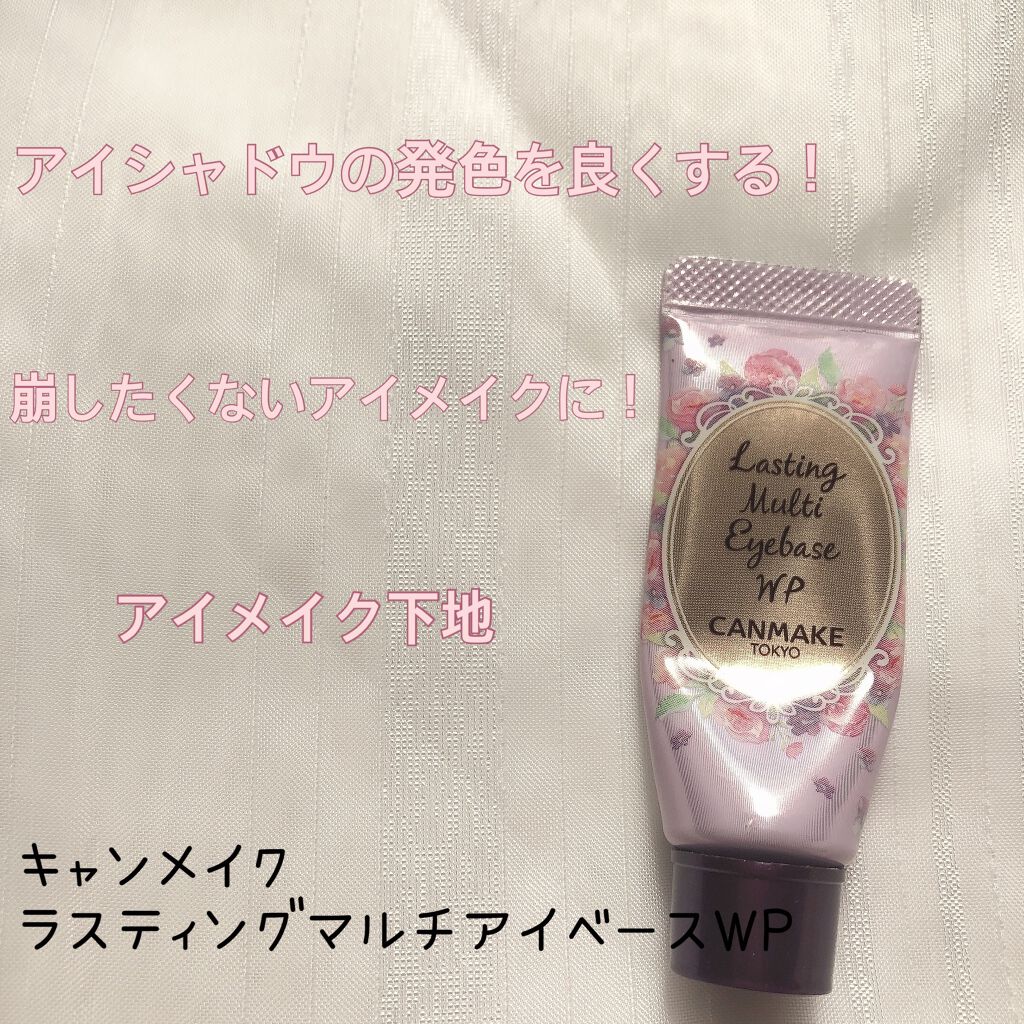 アイシャドウの発色を良くする！
崩したくないアイメイクに！
アイメイク下地
Lasting
Multi
Eyebase
WP
CANMAKE
TOKYO
キャンメイク
ラスティングマルチアイベースWP